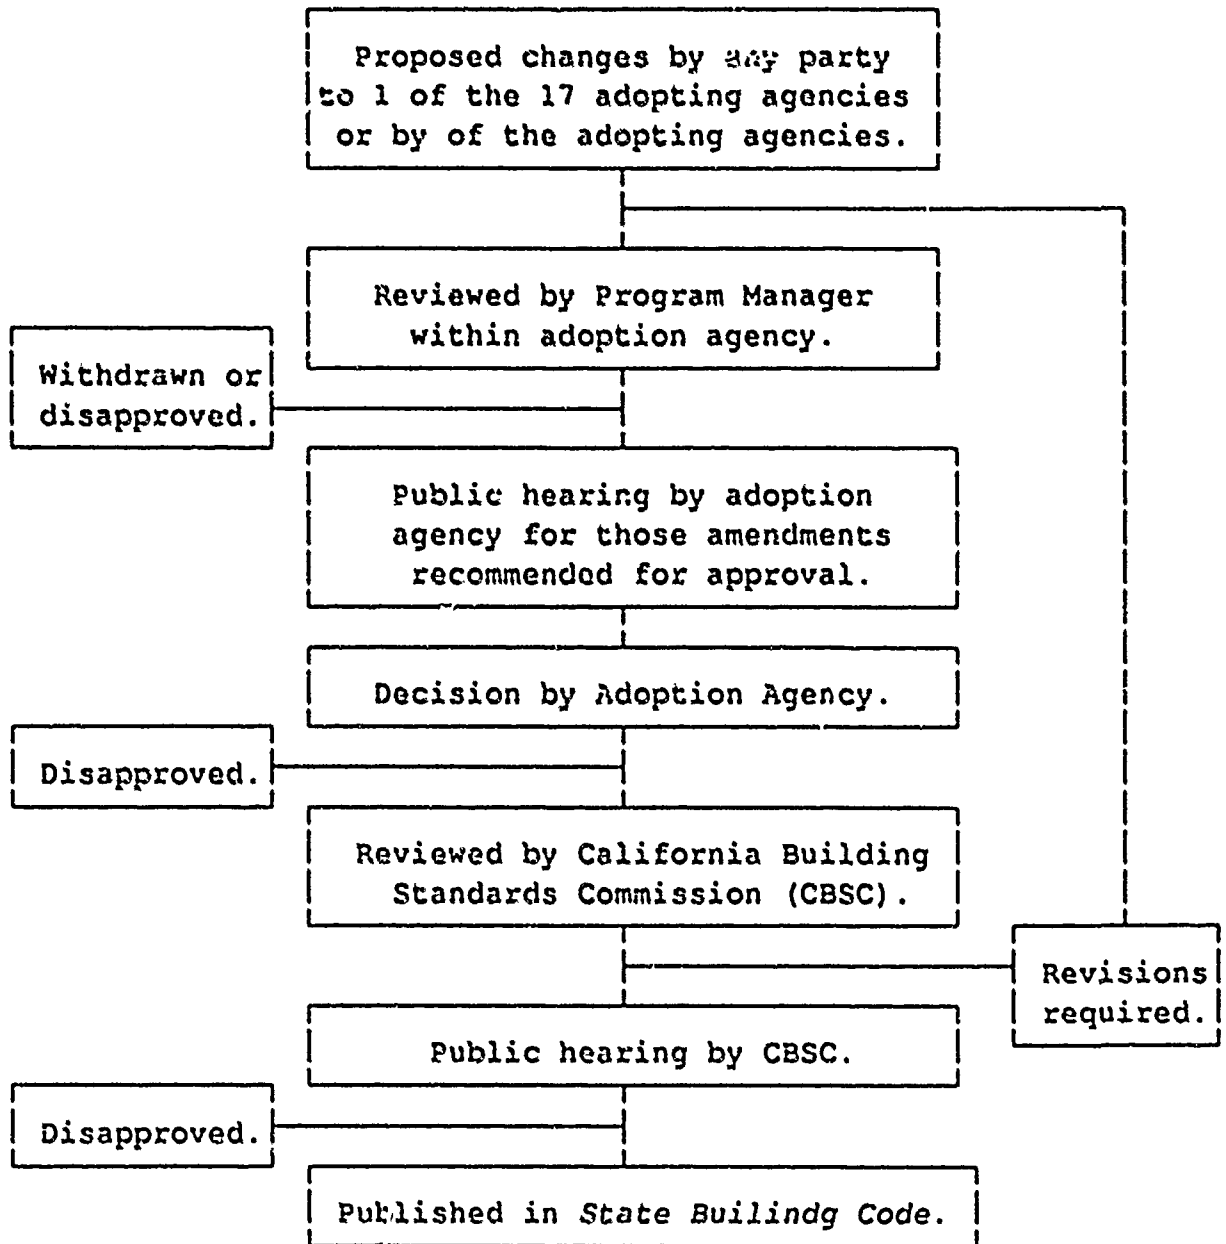 Proposed changes by any party
to 1 of the 17 adopting agencies
or by of the adopting agencies.
Reviewed by Program Manager
within adoption agency.
Withdrawn or
disapproved.
Public hearing by adoption
agency for those amendments
recommended for approval.
Decision by Adoption Agency.
Disapproved.
Reviewed by California Building
Standards Commission (CBSC).
Revisions
required.
Public hearing by CBSC.
Disapproved.
Published in State Builindg Code.